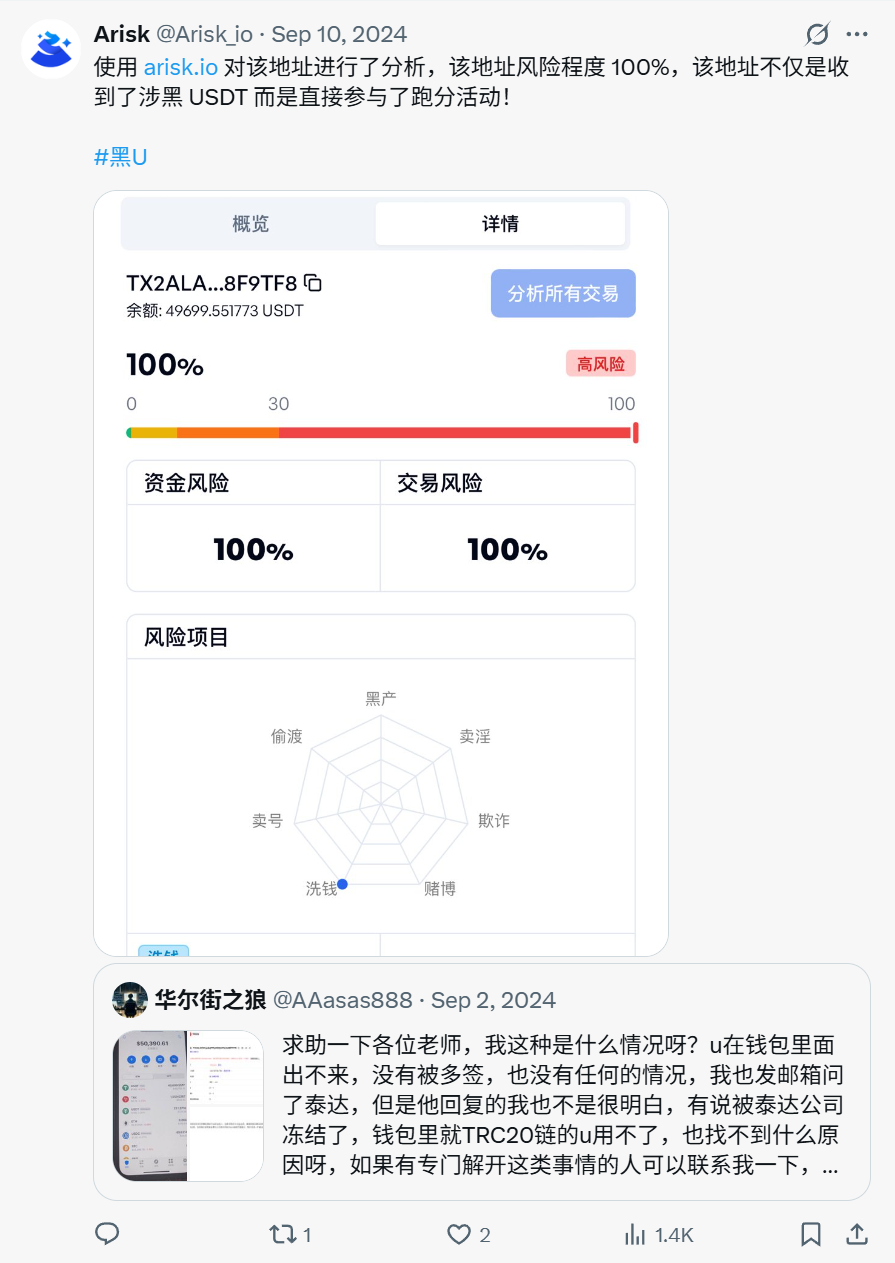 Arisk @Arisk_io · Sep 10, 2024
使用 arisk.io 对该地址进行了分析，该地址风险程度 100%，该地址不仅是收
到了涉黑 USDT 而是直接参与了跑分活动！
#黑U
概览
详情
TX2ALA...8F9TF8
余额: 49699.551773 USDT
分析所有交易
100%
高风险
0
30
100
资金风险
交易风险
100%
100%
风险项目
黑产
偷渡
卖淫
卖号
欺诈
洗钱
赌博
洗钱
华尔街之狼 @AAasas888 · Sep 2, 2024
$50,390.61
求助一下各位老师，我这种是什么情况呀？u在钱包里面
出不来，没有被多签，也没有任何的情况，我也发邮箱问
了泰达，但是他回复的我也不是很明白，有说被泰达公司
冻结了，钱包里就TRC20链的u用不了，也找不到什么原
因呀，如果有专门解开这类事情的人可以联系我一下，...
1
2
1.4K